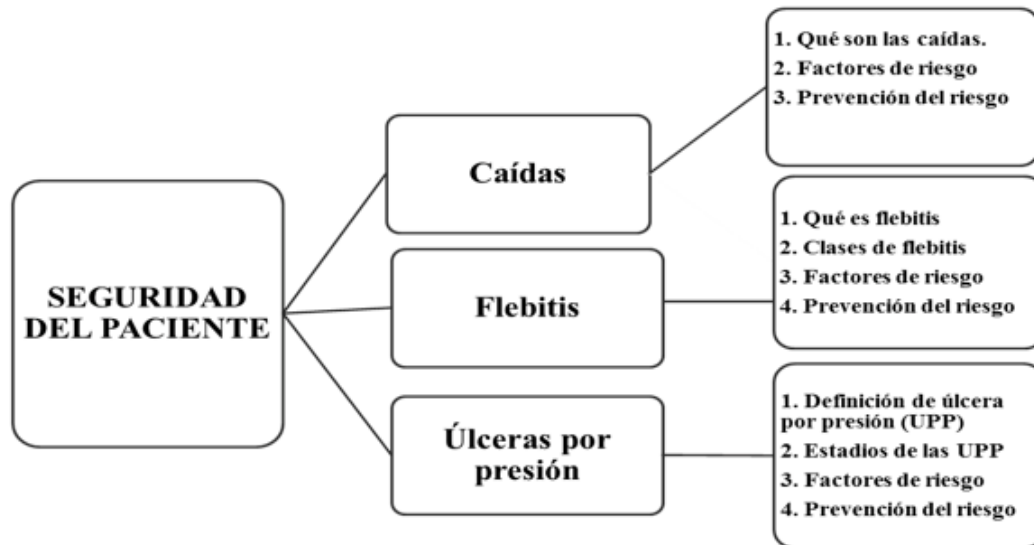 SEGURIDAD
DEL PACIENTE
Caídas
1. Qué son las caídas.
2. Factores de riesgo
3. Prevención del riesgo
Flebitis
1. Qué es flebitis
2. Clases de flebitis
3. Factores de riesgo
4. Prevención del riesgo
Úlceras por
presión
1. Definición de úlcera
por presión (UPP)
2. Estadios de las UPP
3. Factores de riesgo
4. Prevención del riesgo